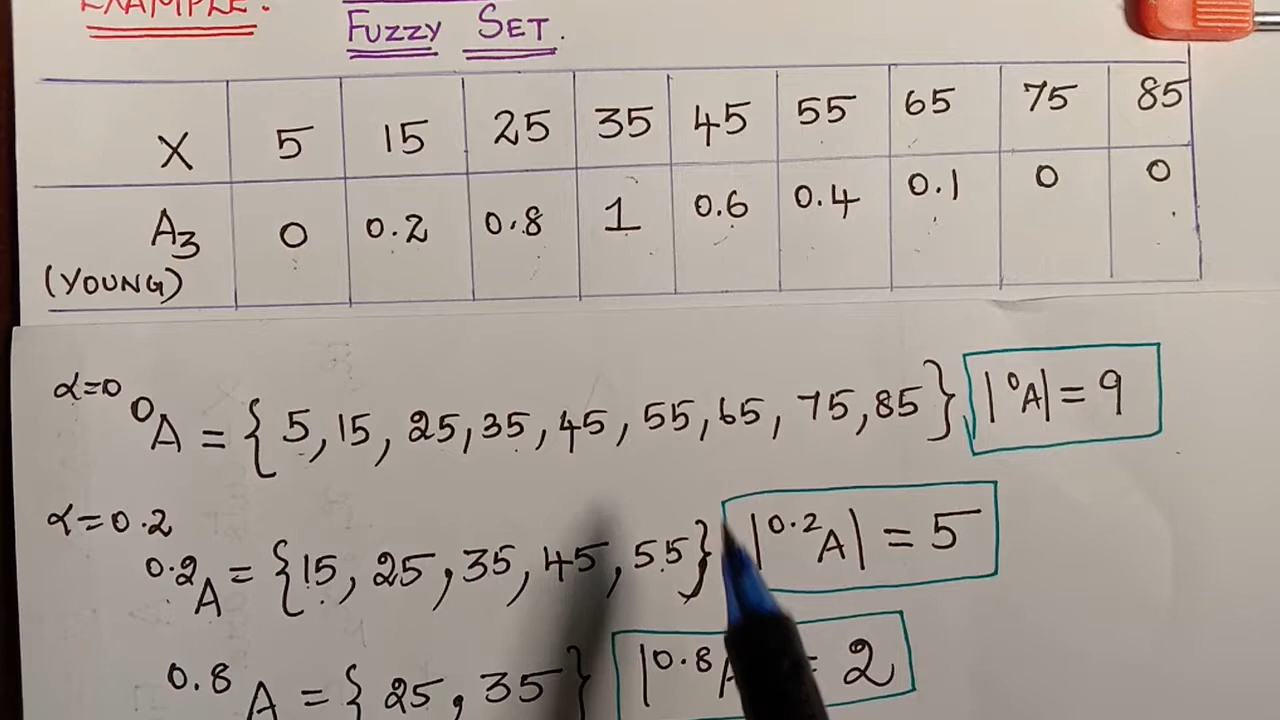 EXAMPLE:
FUZZY SET.
X 5 15 25 35 45 55 65 75 85
A₃ 0 0.2 0.8 1 0.6 0.4 0.1 0 0
(YOUNG)
α=0
⁰A = {5, 15, 25, 35, 45, 55, 65, 75, 85} |⁰A| = 9
α=0.2
⁰·²A = {15, 25, 35, 45, 55} |⁰·²A| = 5
⁰·⁸A = {25, 35} |⁰·⁸A = 2